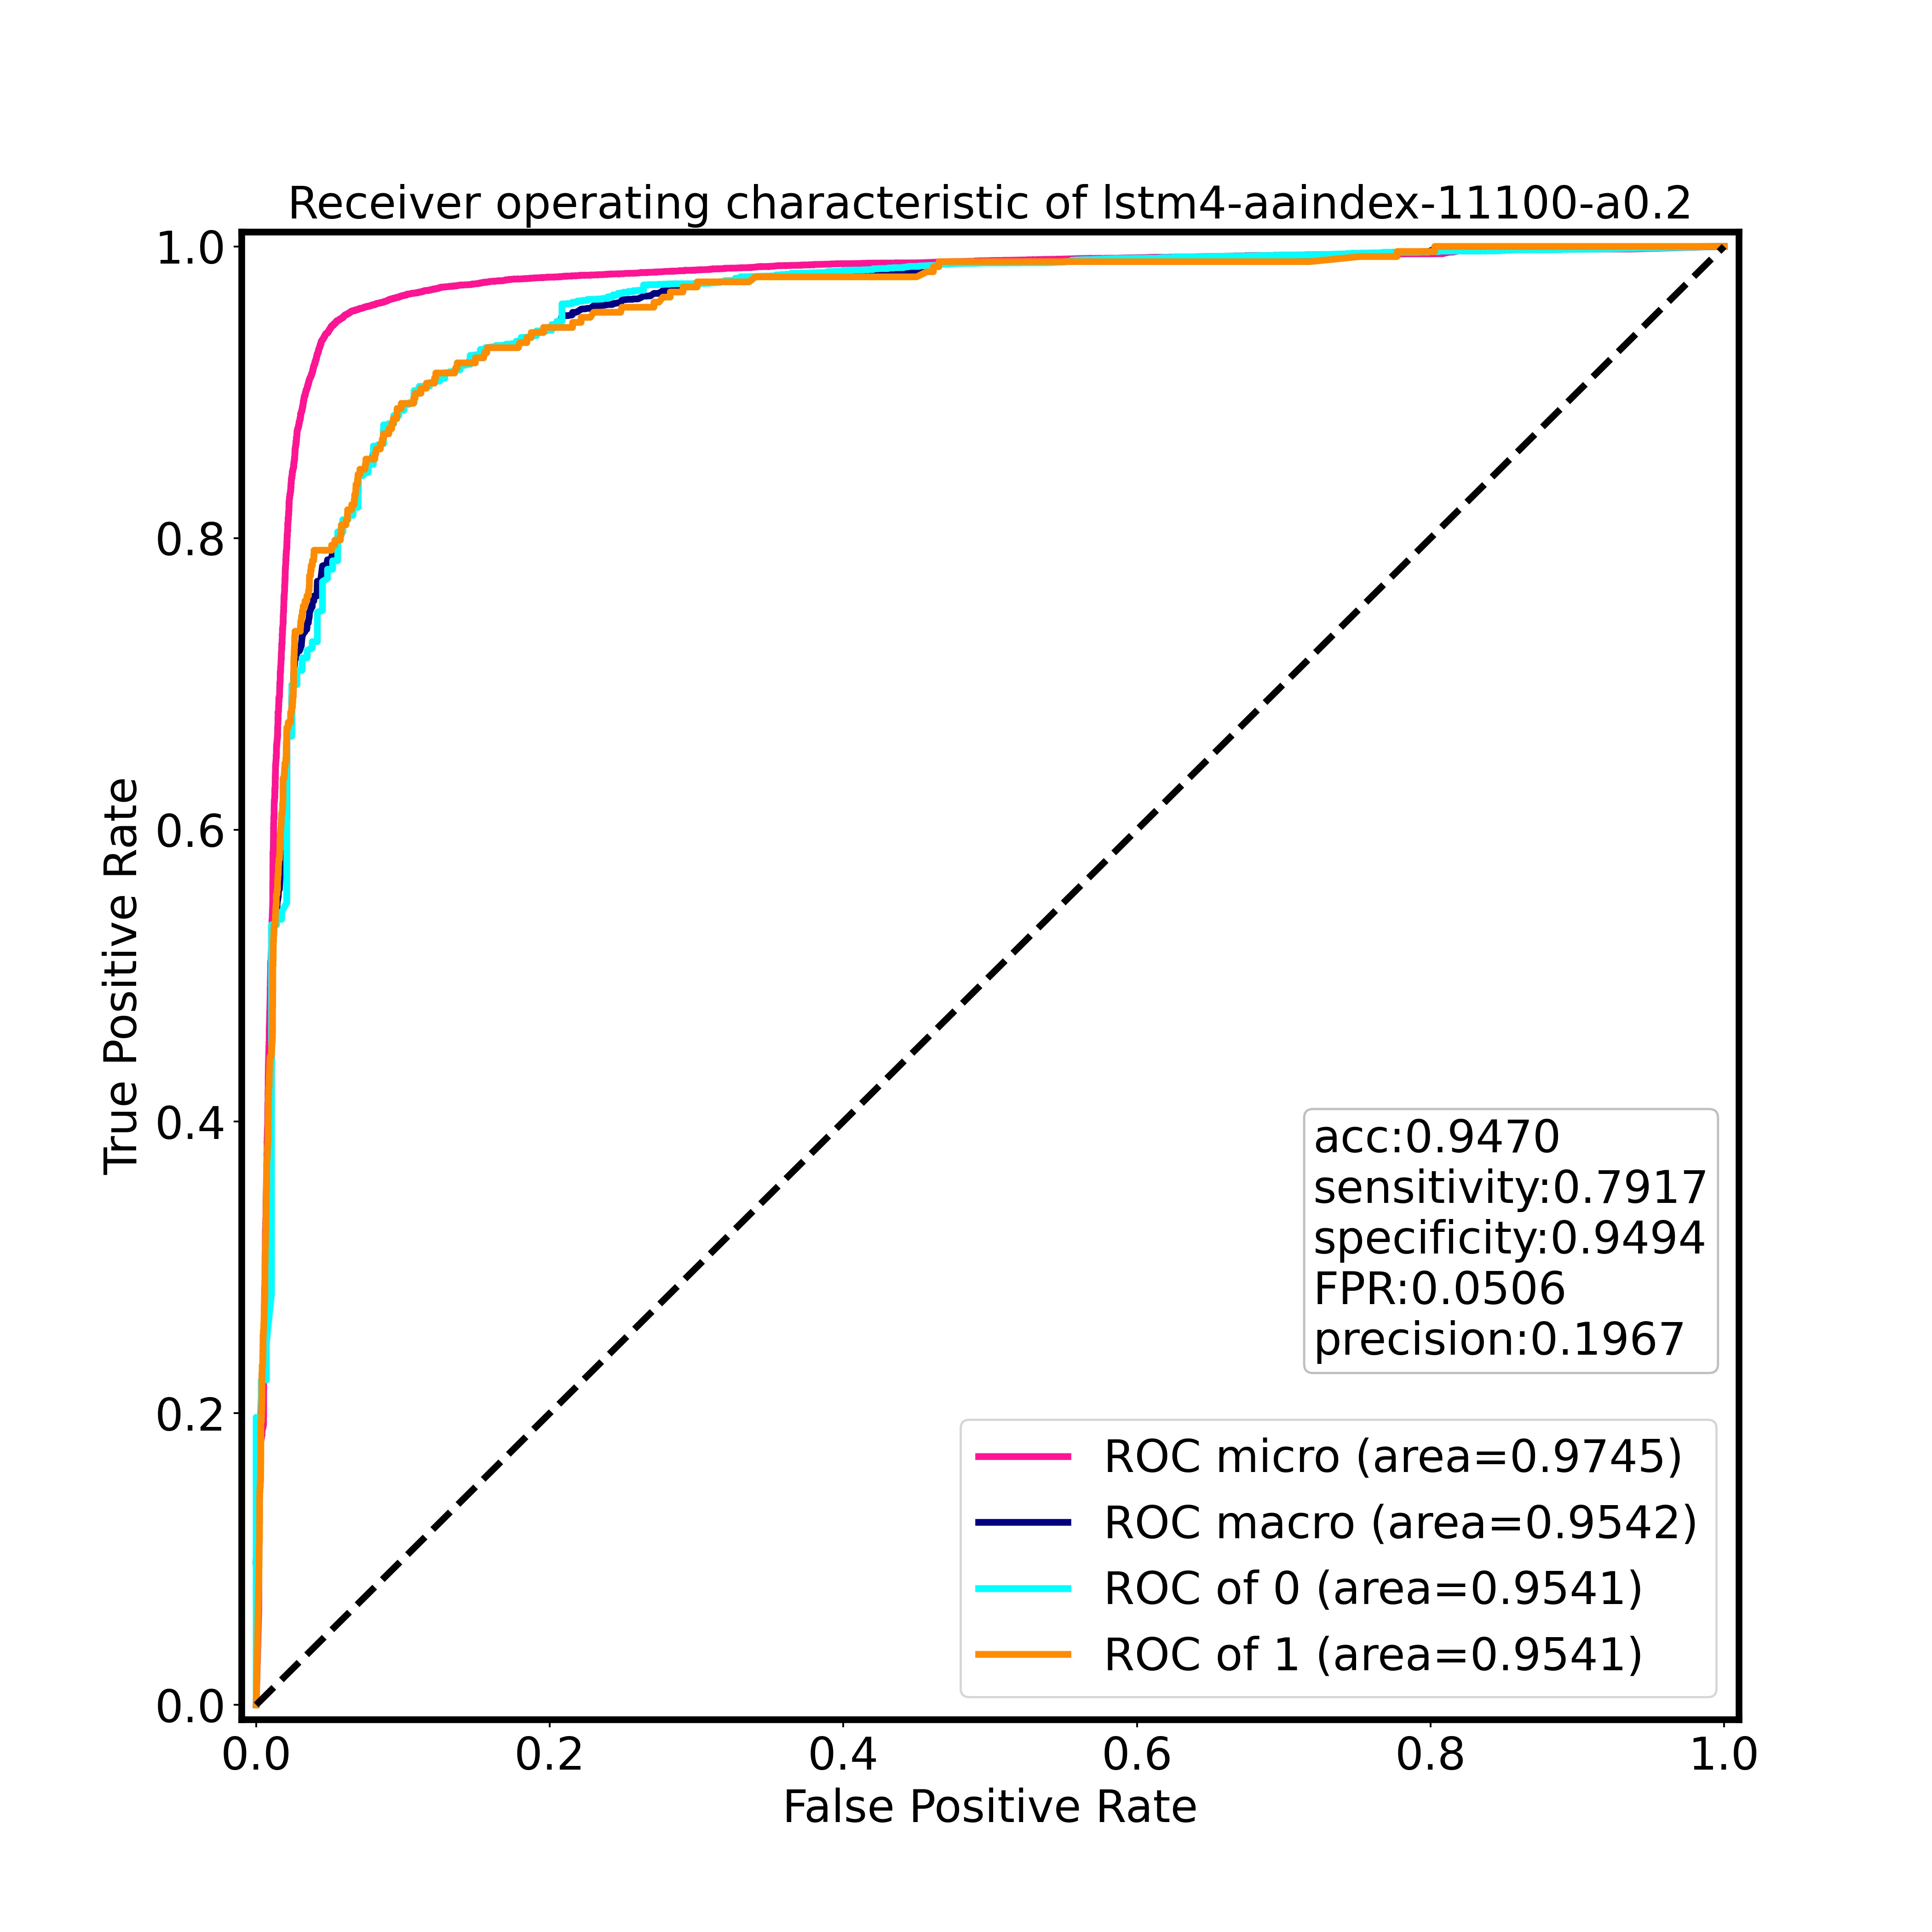 Receiver operating characteristic of lstm4-aaindex-11100-a0.2
1.0
0.8
0.6
0.4
0.2
0.0
True Positive Rate
acc:0.9470
sensitivity:0.7917
specificity:0.9494
FPR:0.0506
precision:0.1967
ROC micro (area=0.9745)
ROC macro (area=0.9542)
ROC of 0 (area=0.9541)
ROC of 1 (area=0.9541)
0.0 0.2 0.4 0.6 0.8 1.0
False Positive Rate